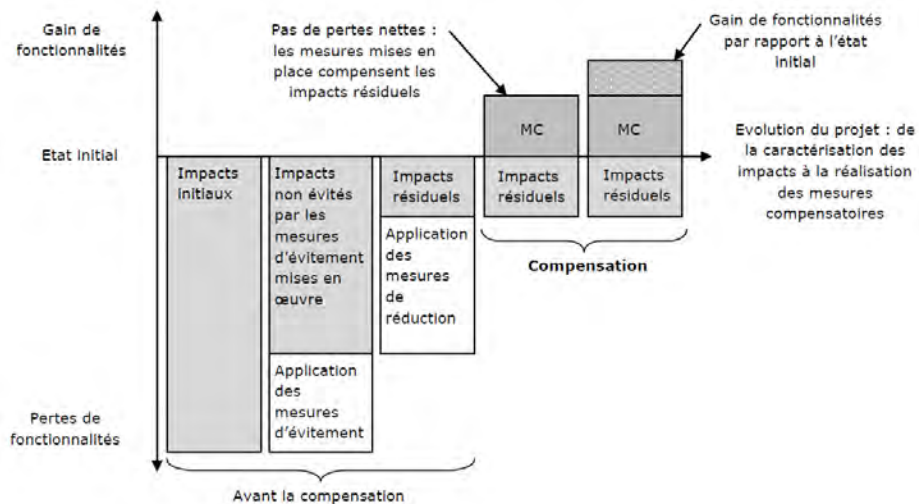 Gain de
fonctionnalités
Pas de pertes nettes :
les mesures mises en
place compensent les
impacts résiduels
Gain de fonctionnalités
par rapport à l'état
initial
MC
MC
Etat initial
Evolution du projet : de
la caractérisation des
impacts à la réalisation
des mesures
compensatoires
Impacts
initiaux
Impacts
non évités
par les
mesures
d'évitement
mises en
œuvre
Application
des
mesures
d'évitement
Impacts
résiduels
Application
des
mesures
de
réduction
Impacts
résiduels
Impacts
résiduels
Compensation
Pertes de
fonctionnalités
Avant la compensation